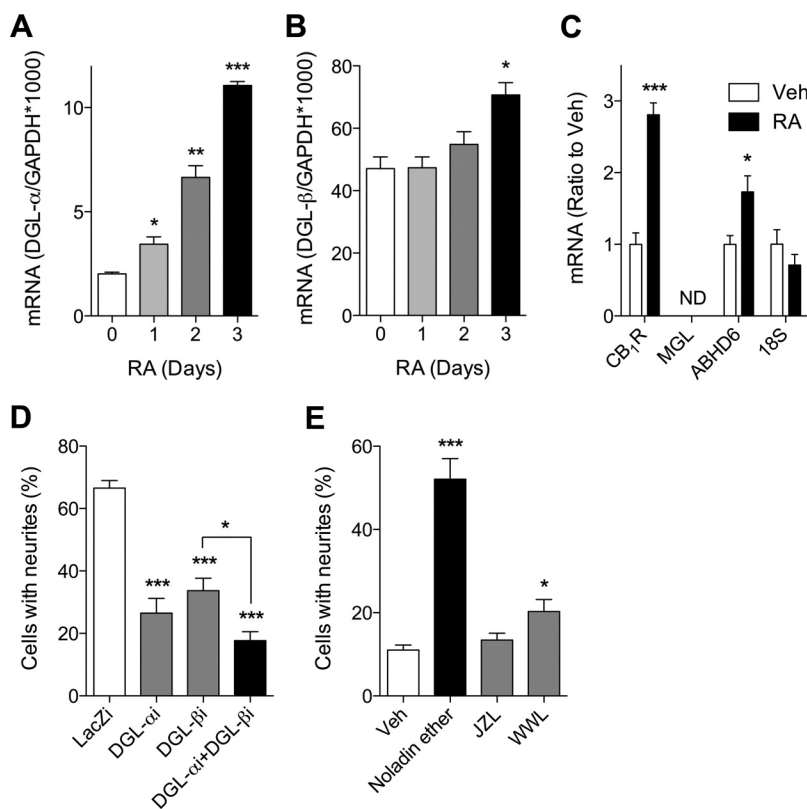 A
mRNA (DGL-α/GAPDH*1000)
10
5
0
*
**
***
0 1 2 3
RA (Days)
B
mRNA (DGL-β/GAPDH*1000)
80
60
40
20
0
*
0 1 2 3
RA (Days)
C
mRNA (Ratio to Veh)
3
2
1
0
***
ND
*
Veh
RA
CB₁R
MGL
ABHD6
18S
D
Cells with neurites (%)
80
60
40
20
0
***
***
*
***
LacZi
DGL-αi
DGL-βi
DGL-αi+DGL-βi
E
Cells with neurites (%)
80
60
40
20
0
***
*
Veh
Noladin ether
JZL
WWL